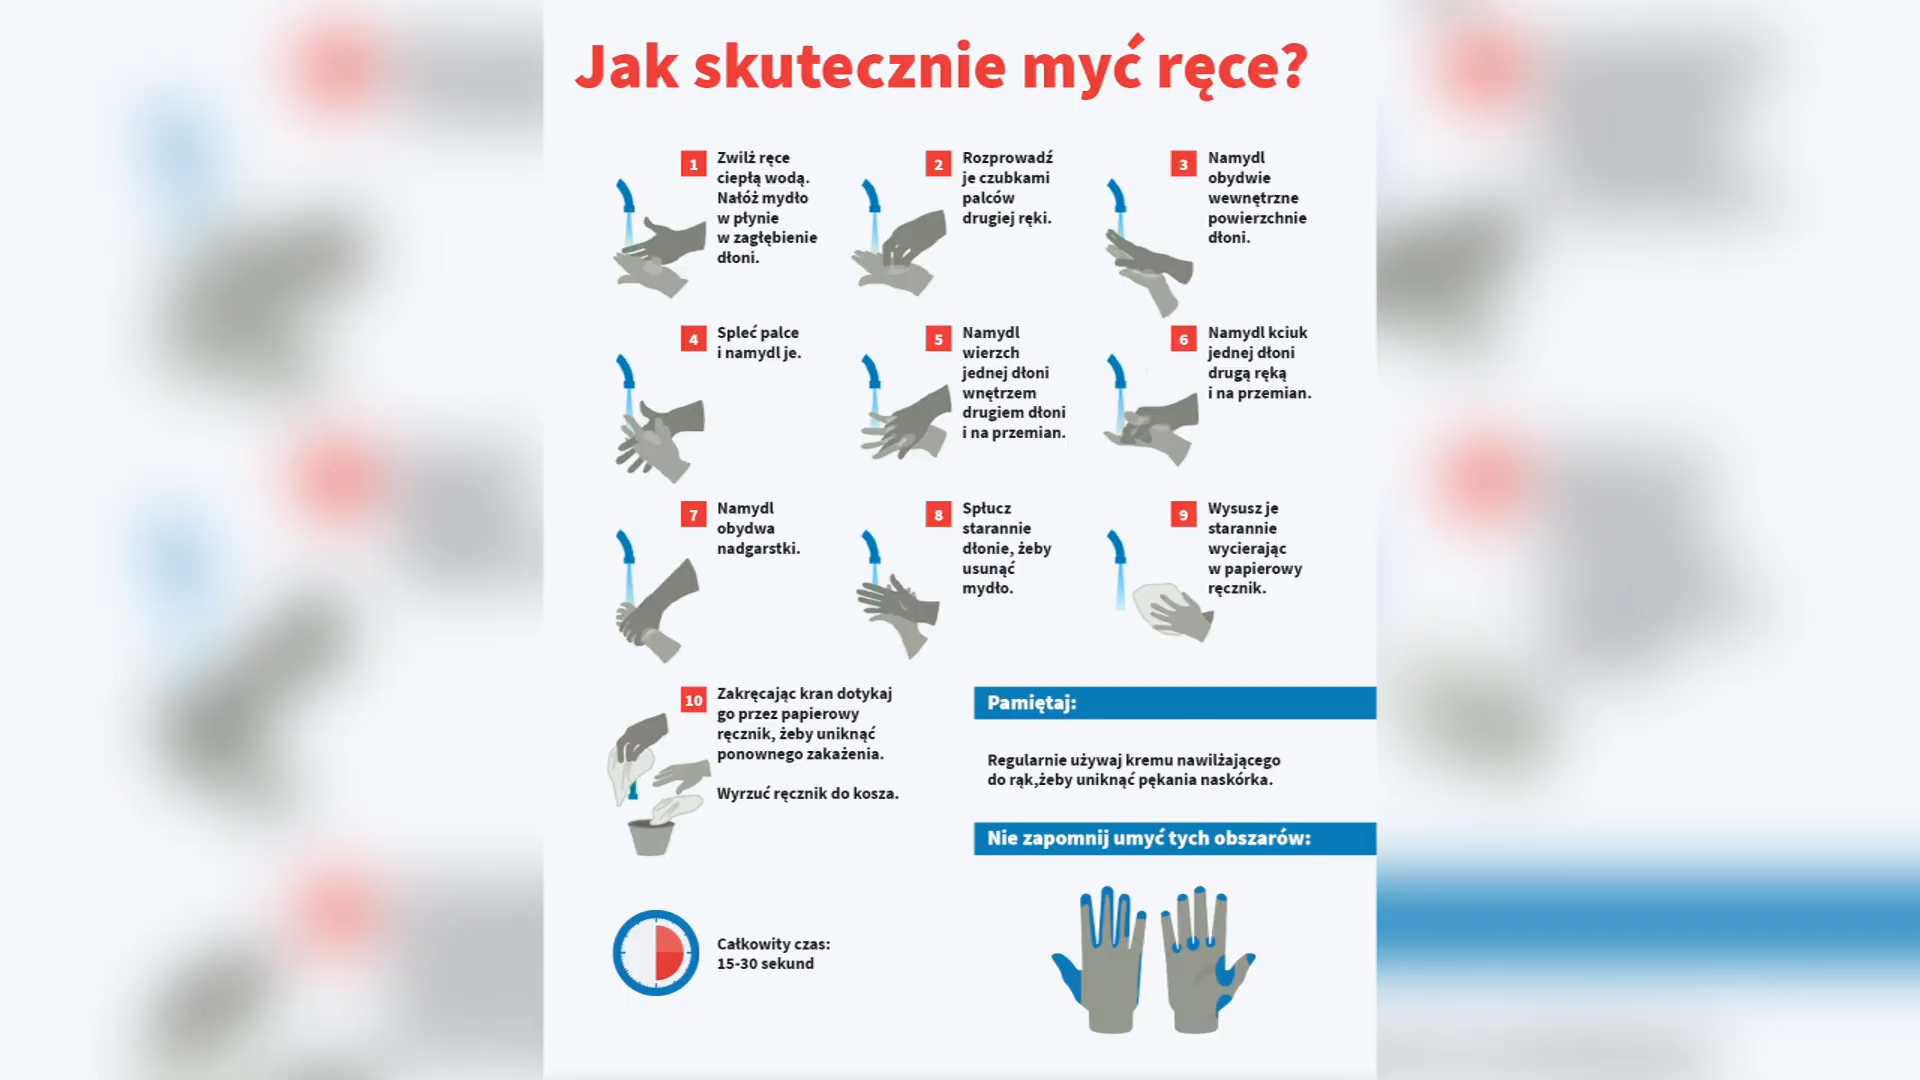 Jak skutecznie myć ręce?
1
Zwilż ręce
ciepłą wodą.
Nałóż mydło
w płynie
w zagłębienie
dłoni.
2
Rozprowadź
je czubkami
palców
drugiej ręki.
3
Namydl
obydwie
wewnętrzne
powierzchnie
dłoni.
4
Spleć palce
i namydl je.
5
Namydl
wierzch
jednej dłoni
wnętrzem
drugiem dłoni
i na przemian.
6
Namydl kciuk
jednej dłoni
drugą ręką
i na przemian.
7
Namydl
obydwa
nadgarstki.
8
Spłucz
starannie
dłonie, żeby
usunąć
mydło.
9
Wysusz je
starannie
wycierając
w papierowy
ręcznik.
10
Zakręcając kran dotykaj
go przez papierowy
ręcznik, żeby uniknąć
ponownego zakażenia.
Wyrzuć ręcznik do kosza.
Całkowity czas:
15-30 sekund
Pamiętaj:
Regularnie używaj kremu nawilżającego
do rąk,żeby uniknąć pękania naskórka.
Nie zapomnij umyć tych obszarów: